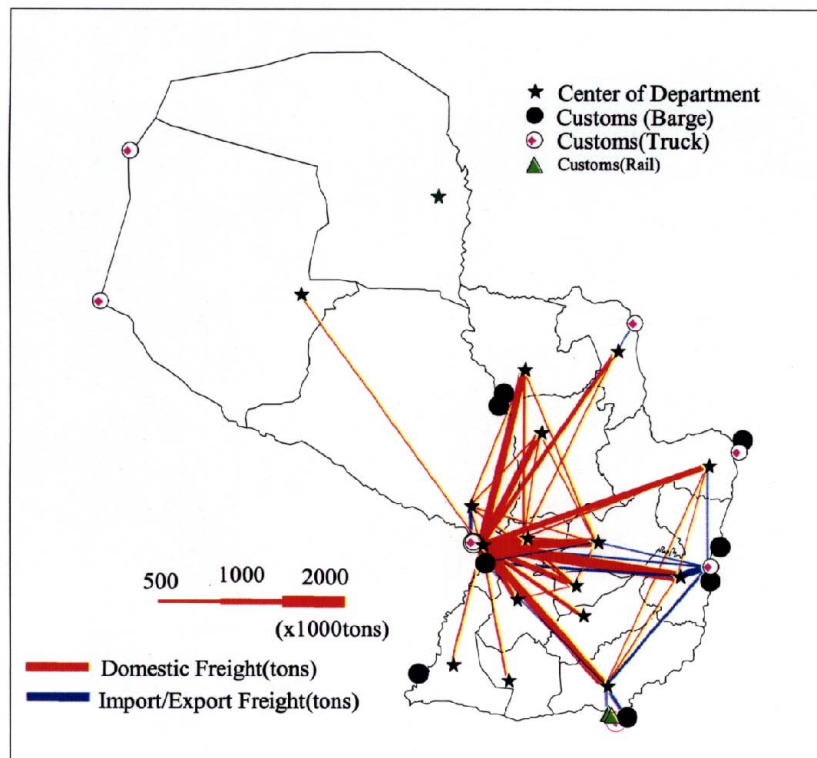 Center of Department
Customs (Barge)
Customs(Truck)
Customs(Rail)
500 1000 2000
(x1000tons)
Domestic Freight(tons)
Import/Export Freight(tons)